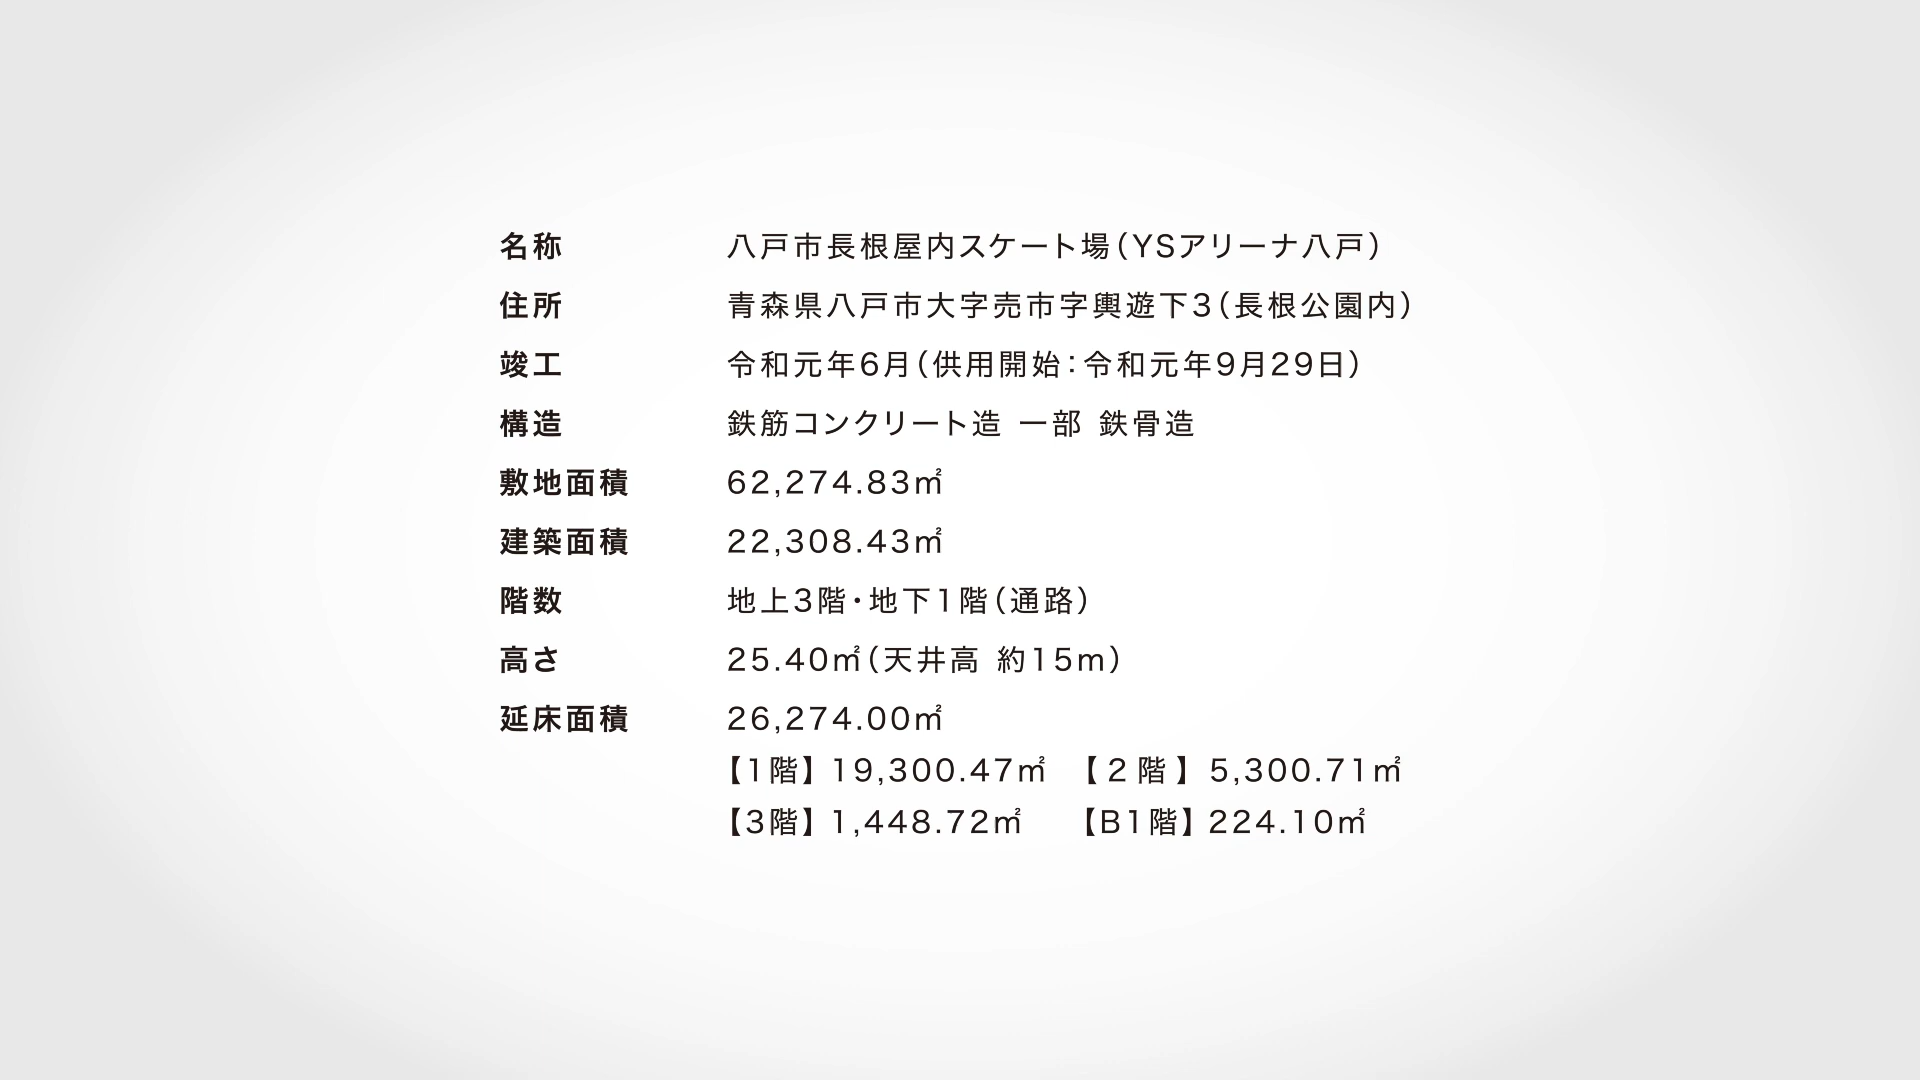 名称 八戸市長根屋内スケート場（YSアリーナ八戸）
住所 青森県八戸市大字売市字輿遊下3（長根公園内）
竣工 令和元年6月（供用開始：令和元年9月29日）
構造 鉄筋コンクリート造 一部 鉄骨造
敷地面積 62,274.83㎡
建築面積 22,308.43㎡
階数 地上3階・地下1階（通路）
高さ 25.40㎡（天井高 約15m）
延床面積 26,274.00㎡
【1階】19,300.47㎡ 【２階】5,300.71㎡
【3階】1,448.72㎡ 【B1階】224.10㎡